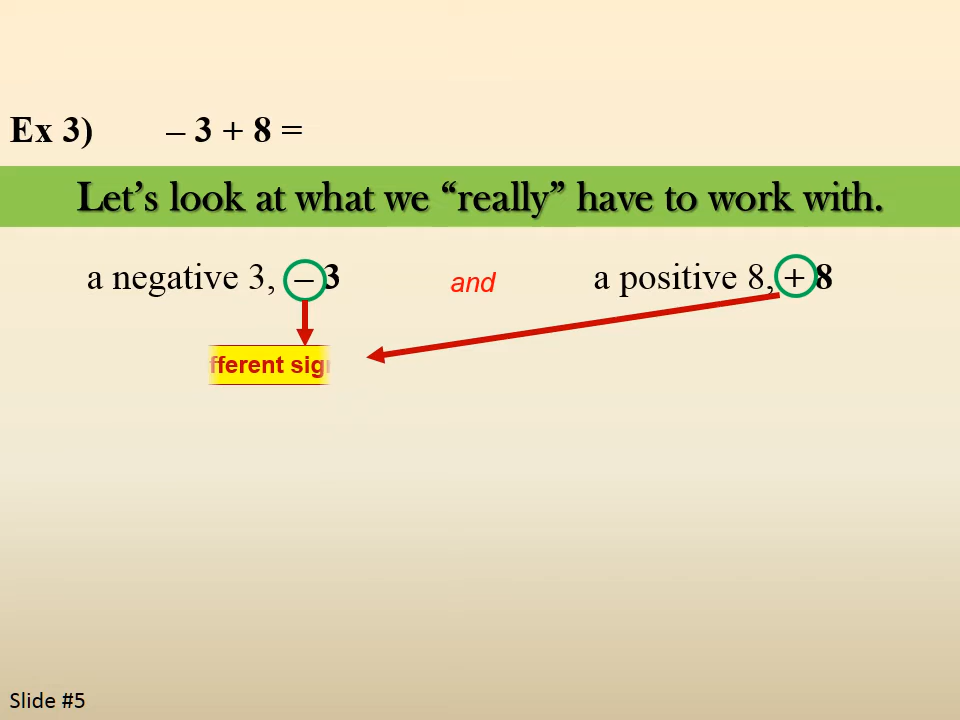 Ex 3) – 3 + 8 =
Let’s look at what we “really” have to work with.
a negative 3, – 3 and a positive 8, + 8
fferent sig
Slide #5